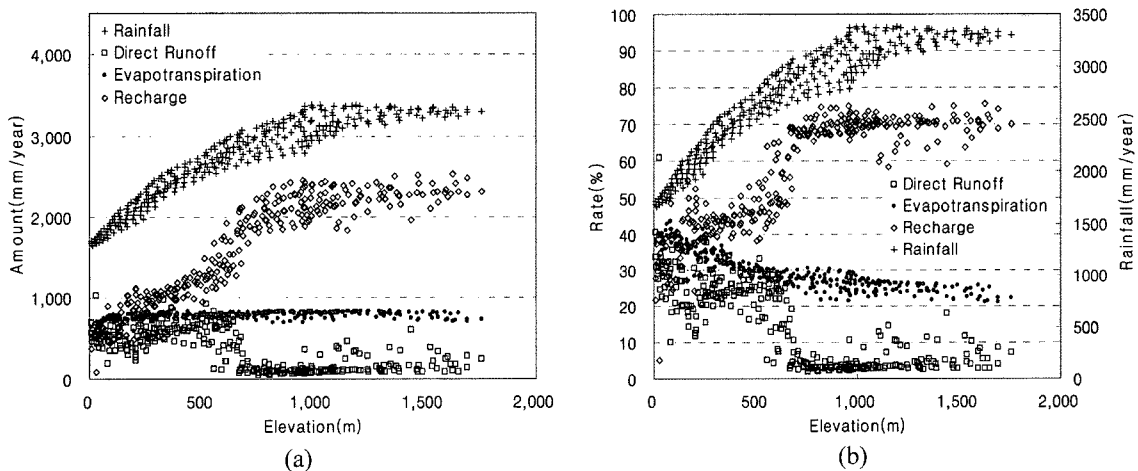 4,000
3,000
2,000
1,000
0
Amount(mm/year)
+ Rainfall
□ Direct Runoff
• Evapotranspiration
◇ Recharge
0 500 1,000 1,500 2,000
Elevation(m)
(a)
100
90
80
70
60
50
40
30
20
10
0
Rate(%)
□ Direct Runoff
• Evapotranspiration
◇ Recharge
+ Rainfall
3500
3000
2500
2000
1500
1000
500
0
Rainfall(mm/year)
0 500 1,000 1,500 2,000
Elevation(m)
(b)